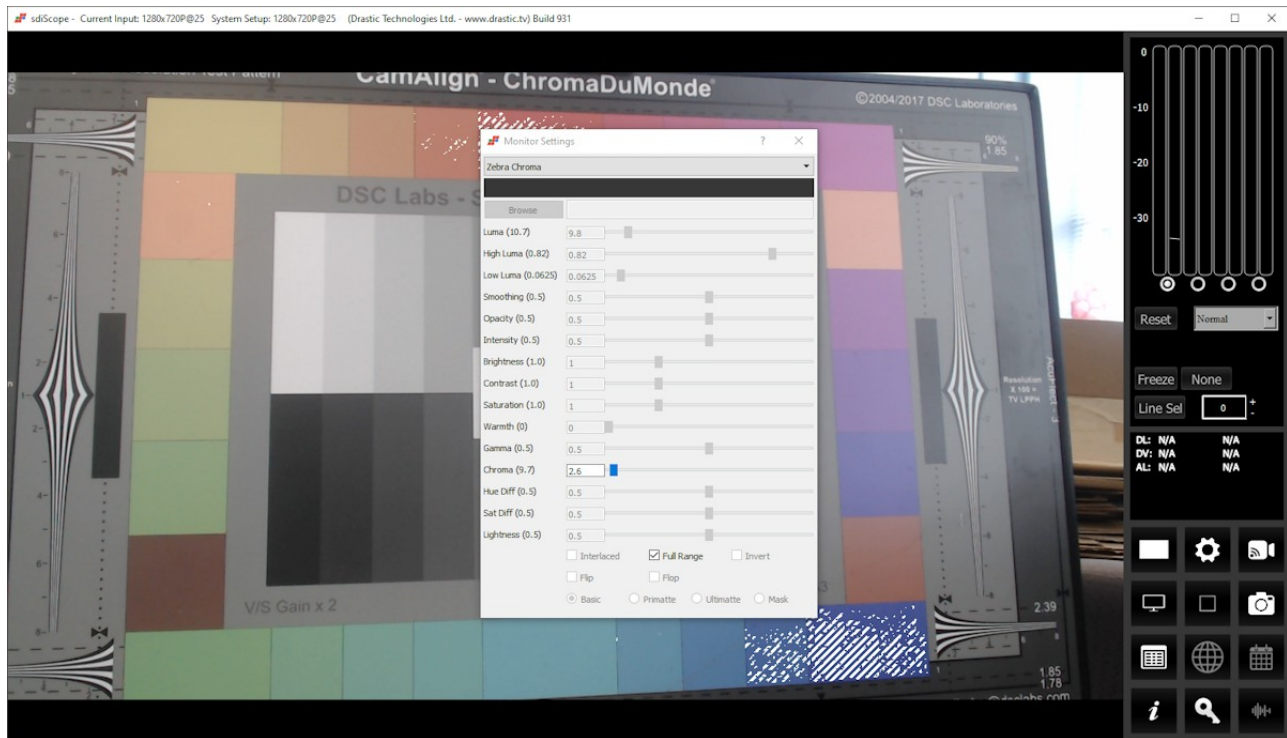 sdiScope - Current Input: 1280x720P@25 System Setup: 1280x720P@25 (Drastic Technologies Ltd. - www.drastic.tv) Build 931
CamAlign - ChromaDuMonde
©2004/2017 DSC Laboratories
90%
1.85
DSC Labs - S
Monitor Settings
Zebra Chroma
Browse
Luma (10.7) 9.8
High Luma (0.82) 0.82
Low Luma (0.0625) 0.0625
Smoothing (0.5) 0.5
Opacity (0.5) 0.5
Intensity (0.5) 0.5
Brightness (1.0) 1
Contrast (1.0) 1
Saturation (1.0) 1
Warmth (0) 0
Gamma (0.5) 0.5
Chroma (9.7) 2.6
Hue Diff (0.5) 0.5
Sat Diff (0.5) 0.5
Lightness (0.5) 0.5
Interlaced Full Range Invert
Flip Flop
Basic Primatte Ultimatte Mask
V/S Gain x 2
Resolution
X 100 =
TV LPPH
2.39
1.85
1.78
0
-10
-20
-30
Reset Normal
Freeze None
Line Sel 0 + -
DL: N/A N/A
DV: N/A N/A
AL: N/A N/A